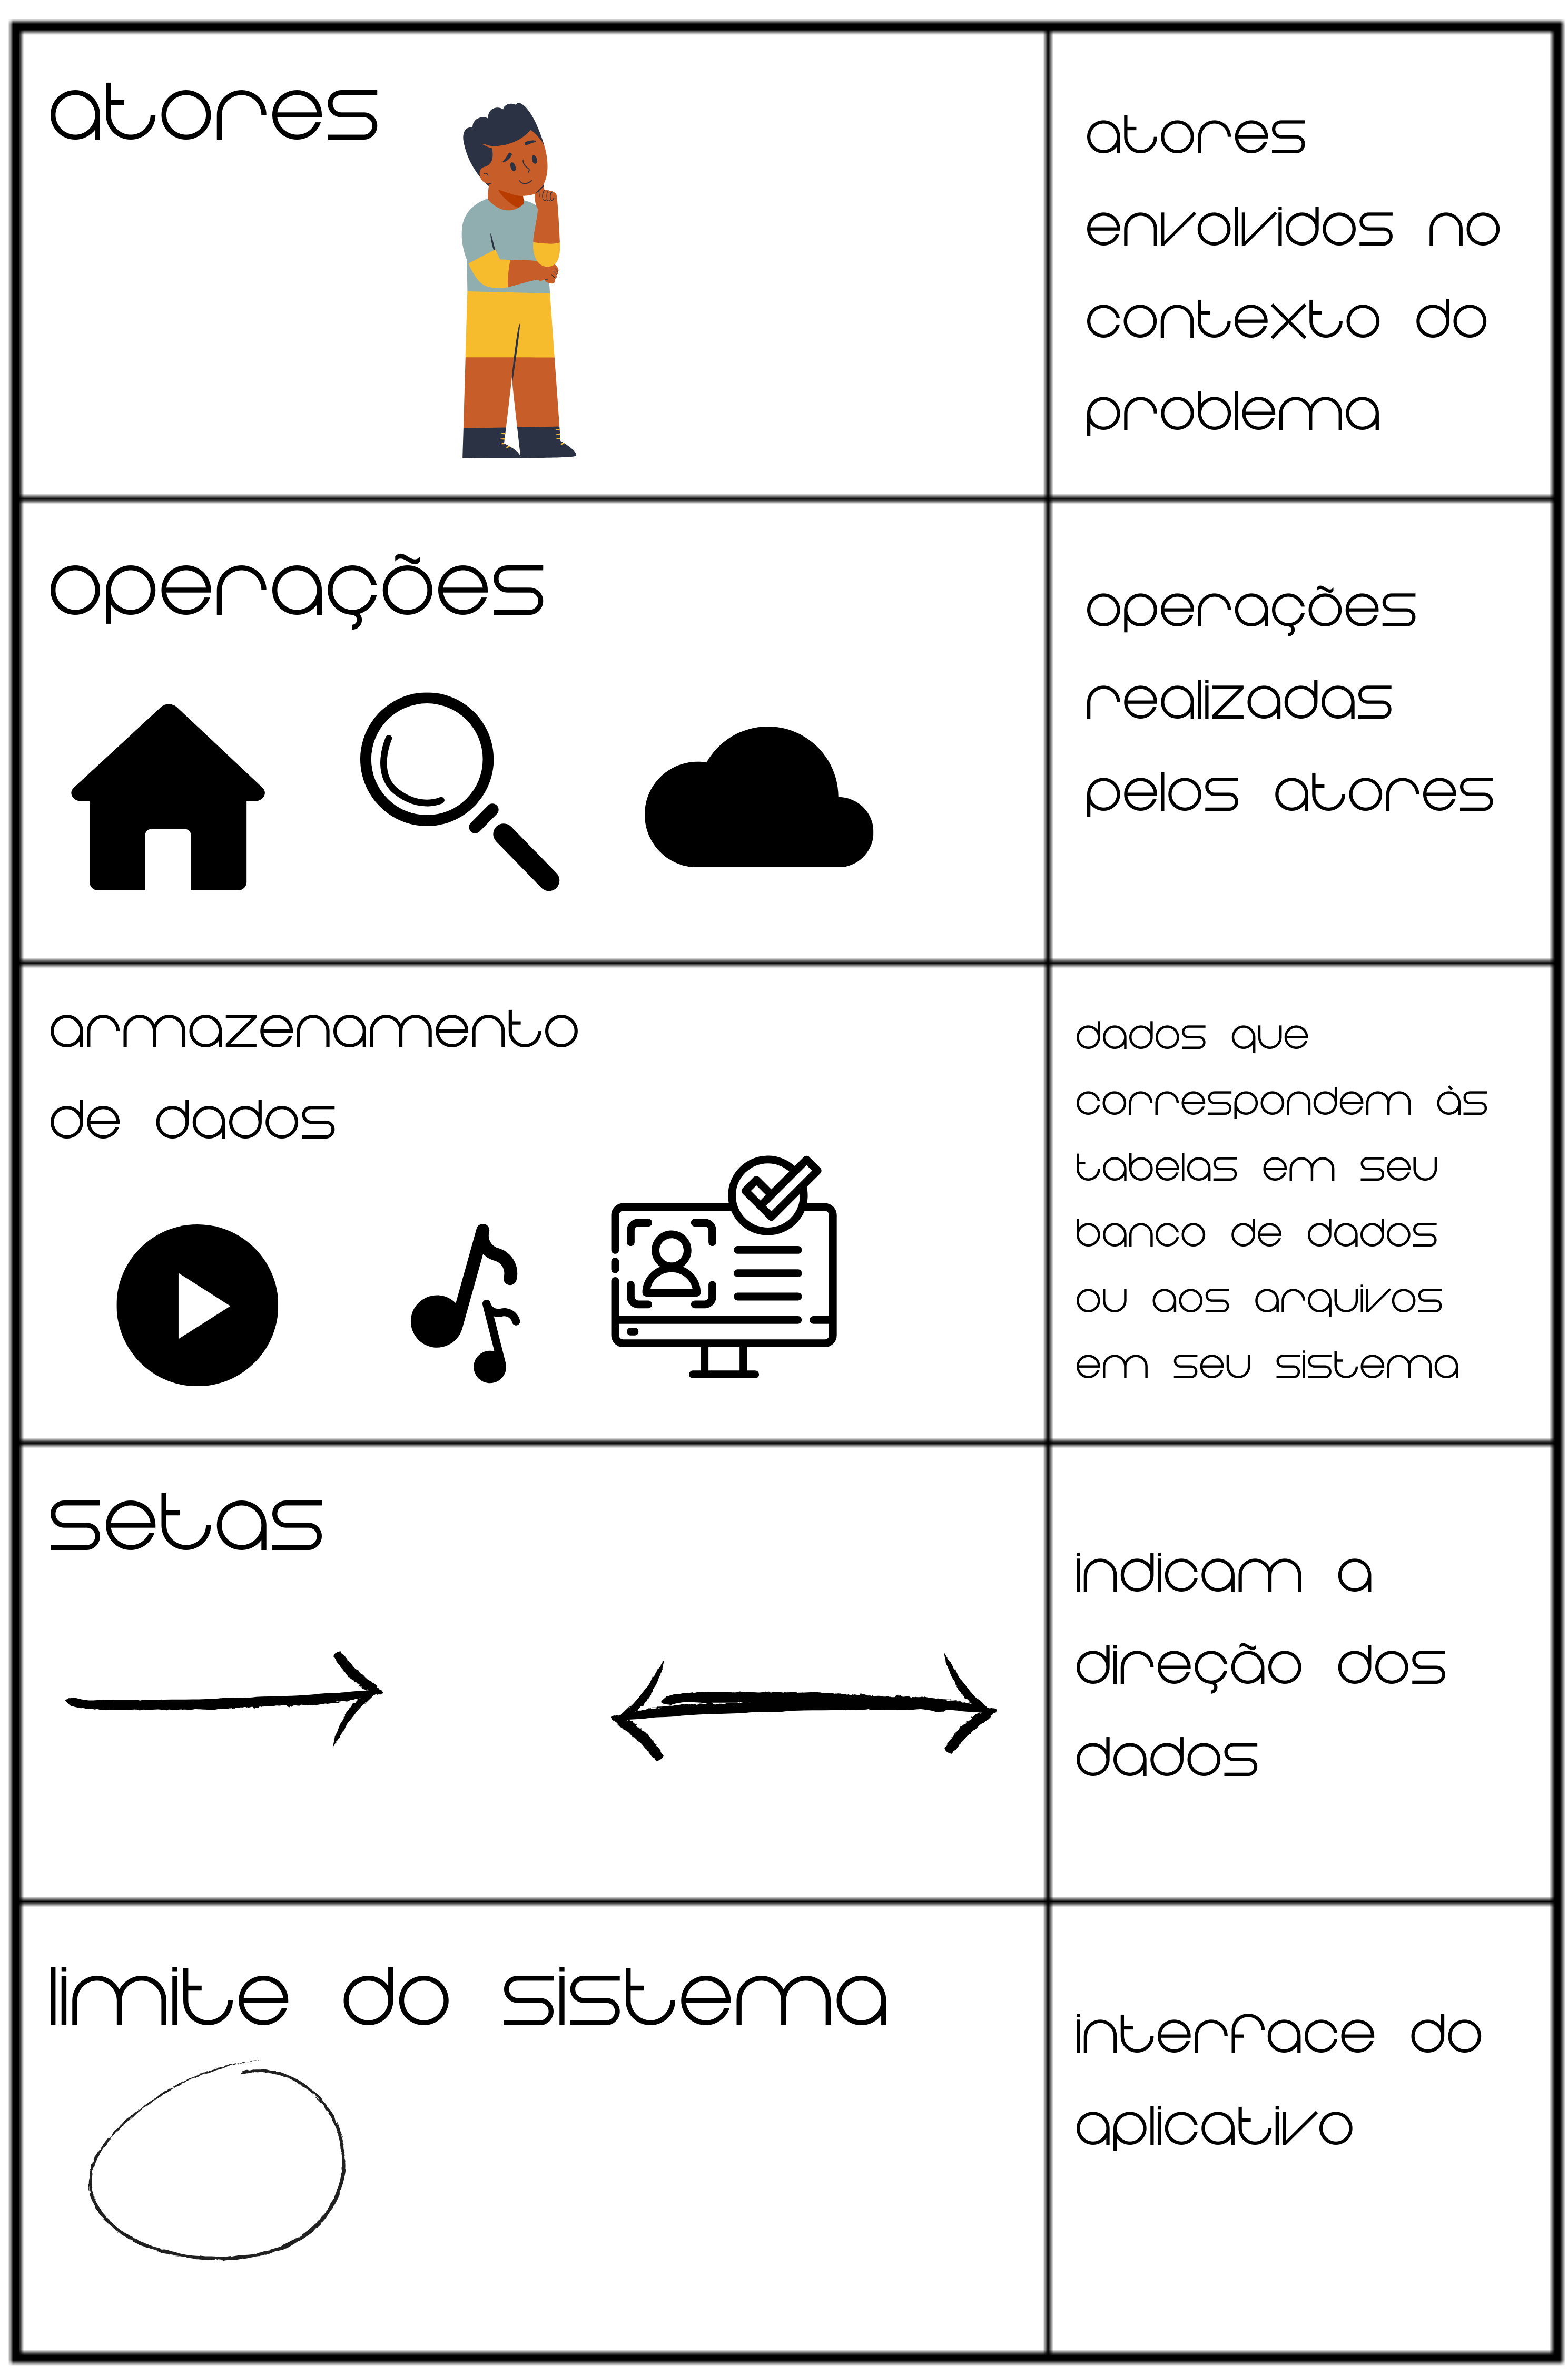 atores
atores
envolvidos no
contexto do
problema
operações
operações
realizadas
pelos atores
armazenamento
de dados
dados que
correspondem às
tabelas em seu
banco de dados
ou aos arquivos
em seu sistema
setas
indicam a
direção dos
dados
limite do sistema
interface do
aplicativo